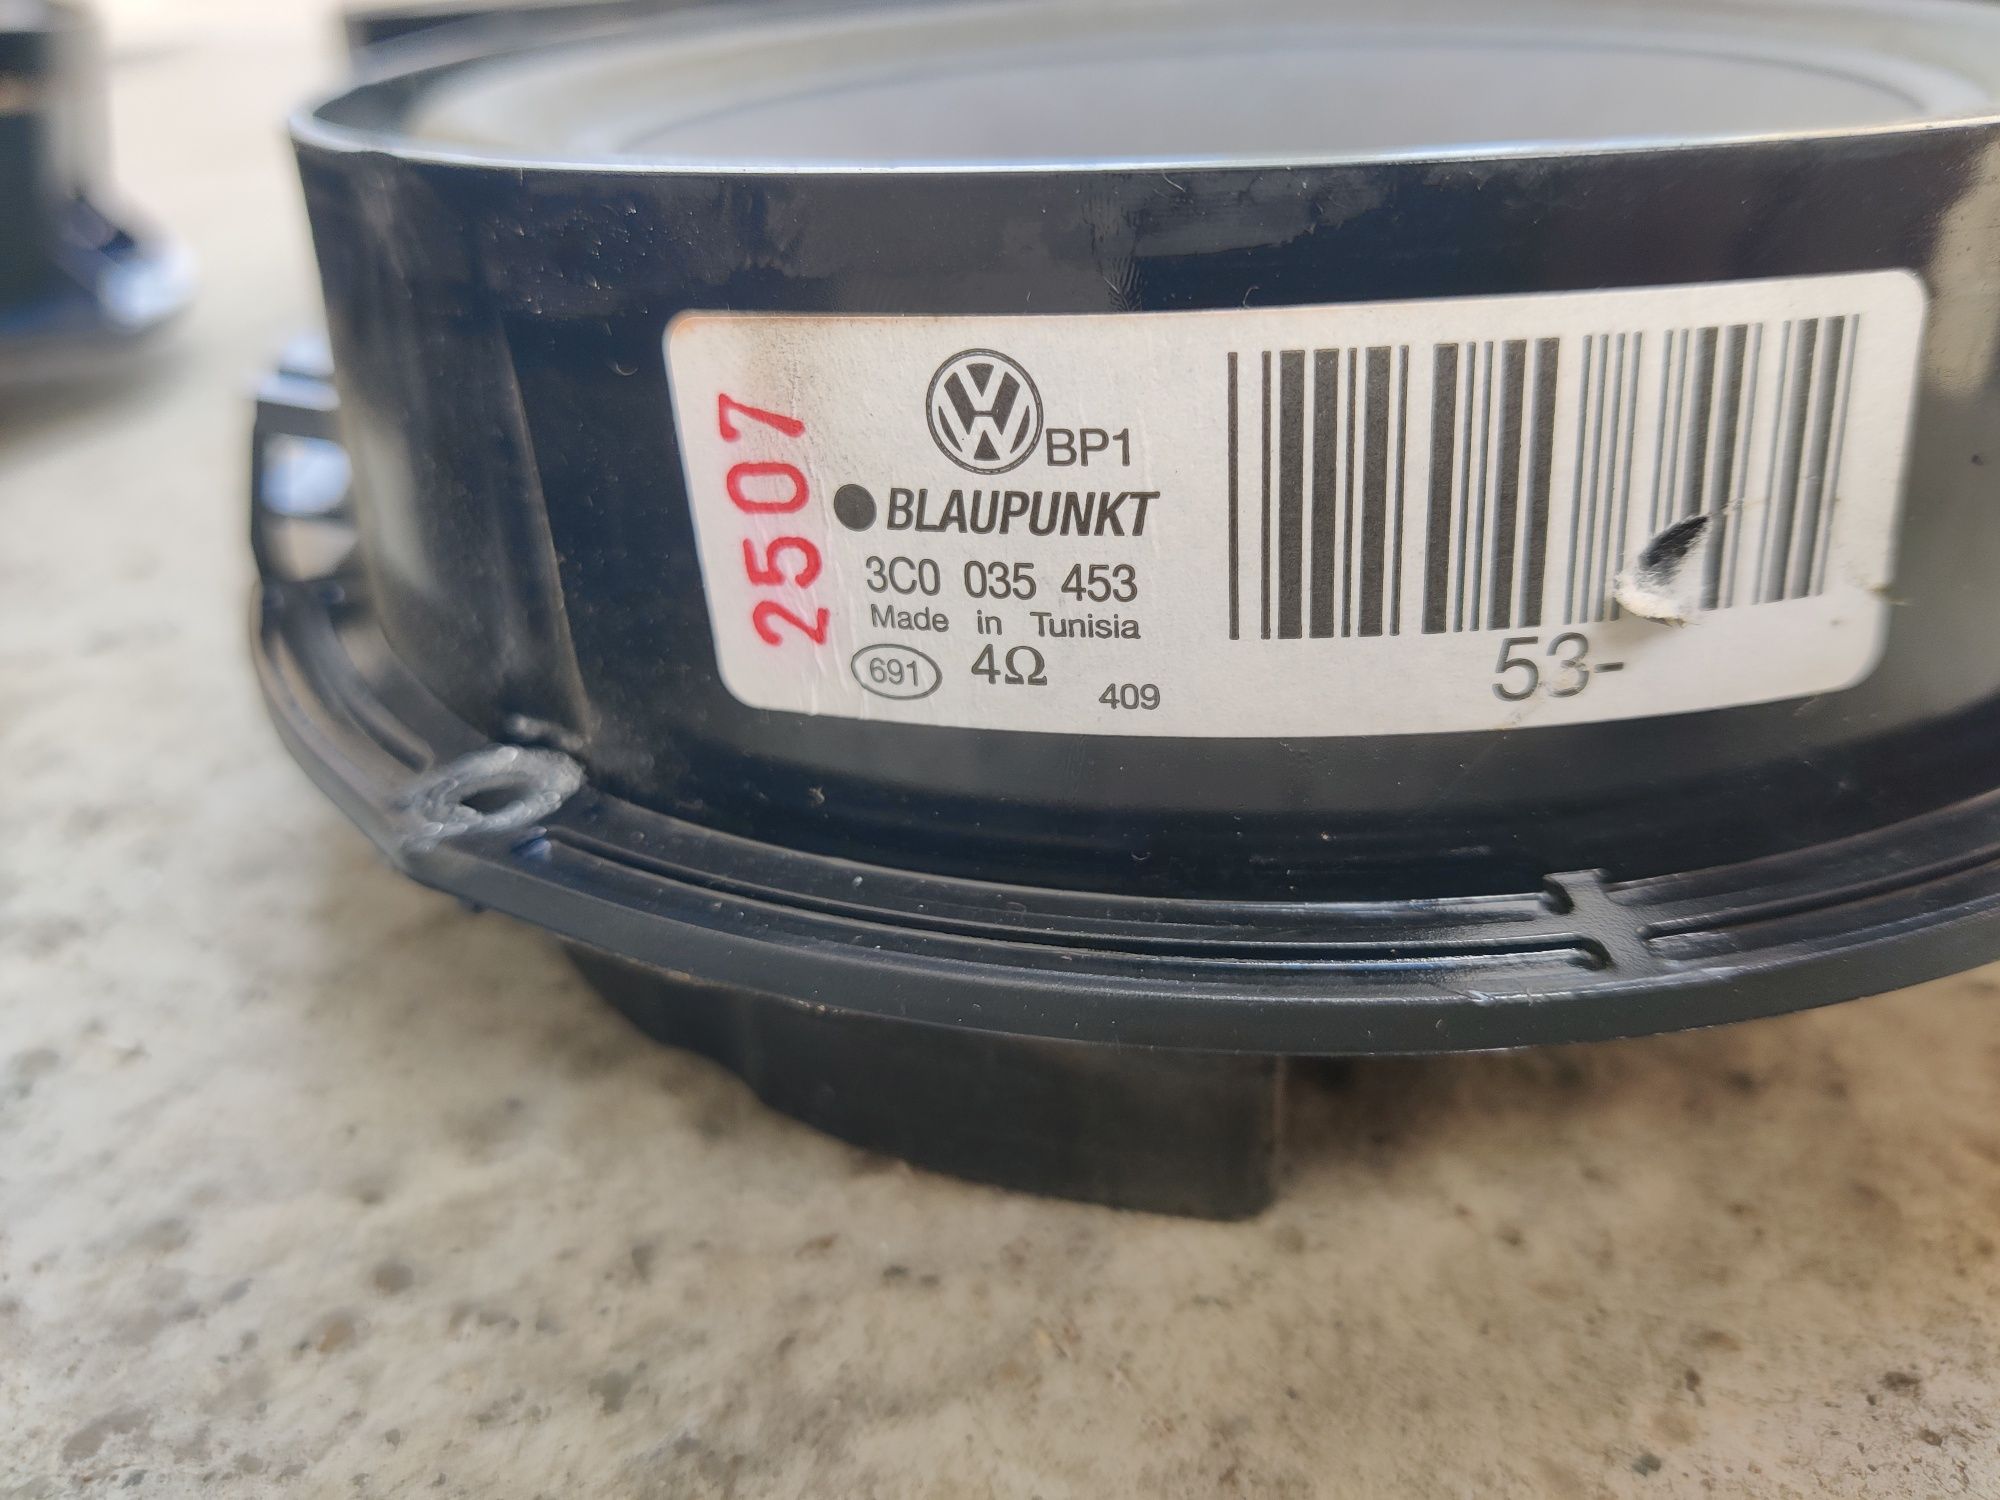 2507
BP1
BLAUPUNKT
3C0 035 453
Made in Tunisia
691 4Ω 409
53-